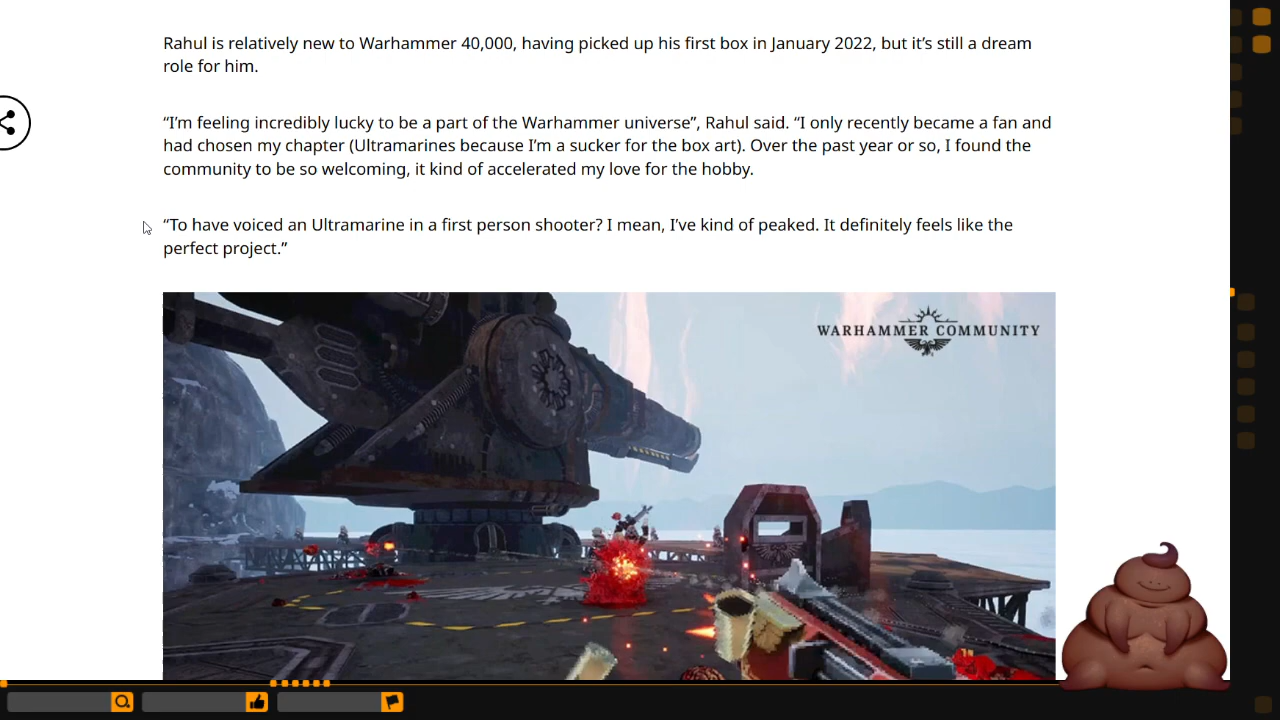 Rahul is relatively new to Warhammer 40,000, having picked up his first box in January 2022, but it’s still a dream
role for him.
“I’m feeling incredibly lucky to be a part of the Warhammer universe”, Rahul said. “I only recently became a fan and
had chosen my chapter (Ultramarines because I’m a sucker for the box art). Over the past year or so, I found the
community to be so welcoming, it kind of accelerated my love for the hobby.
“To have voiced an Ultramarine in a first person shooter? I mean, I’ve kind of peaked. It definitely feels like the
perfect project.”
WARHAMMER COMMUNITY